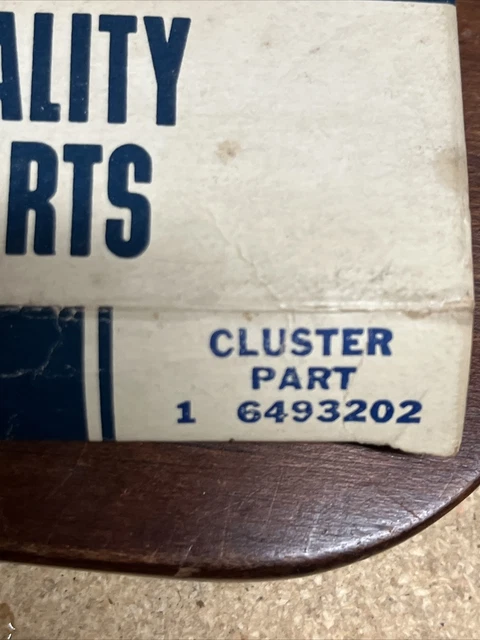 ALITY
RTS
CLUSTER
PART
1 6493202